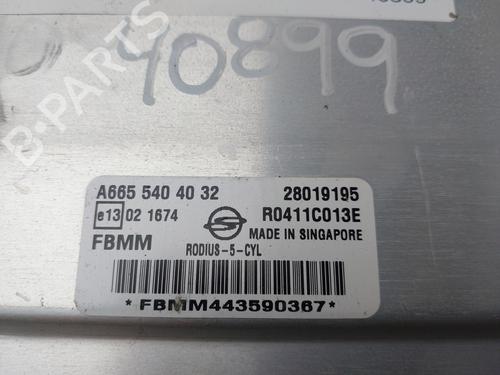 40899
A665 540 40 32
28019195
e13 02 1674
R0411C013E
MADE IN SINGAPORE
FBMM
RODIUS-5-CYL
*FBMM443590367*
B-PARTS